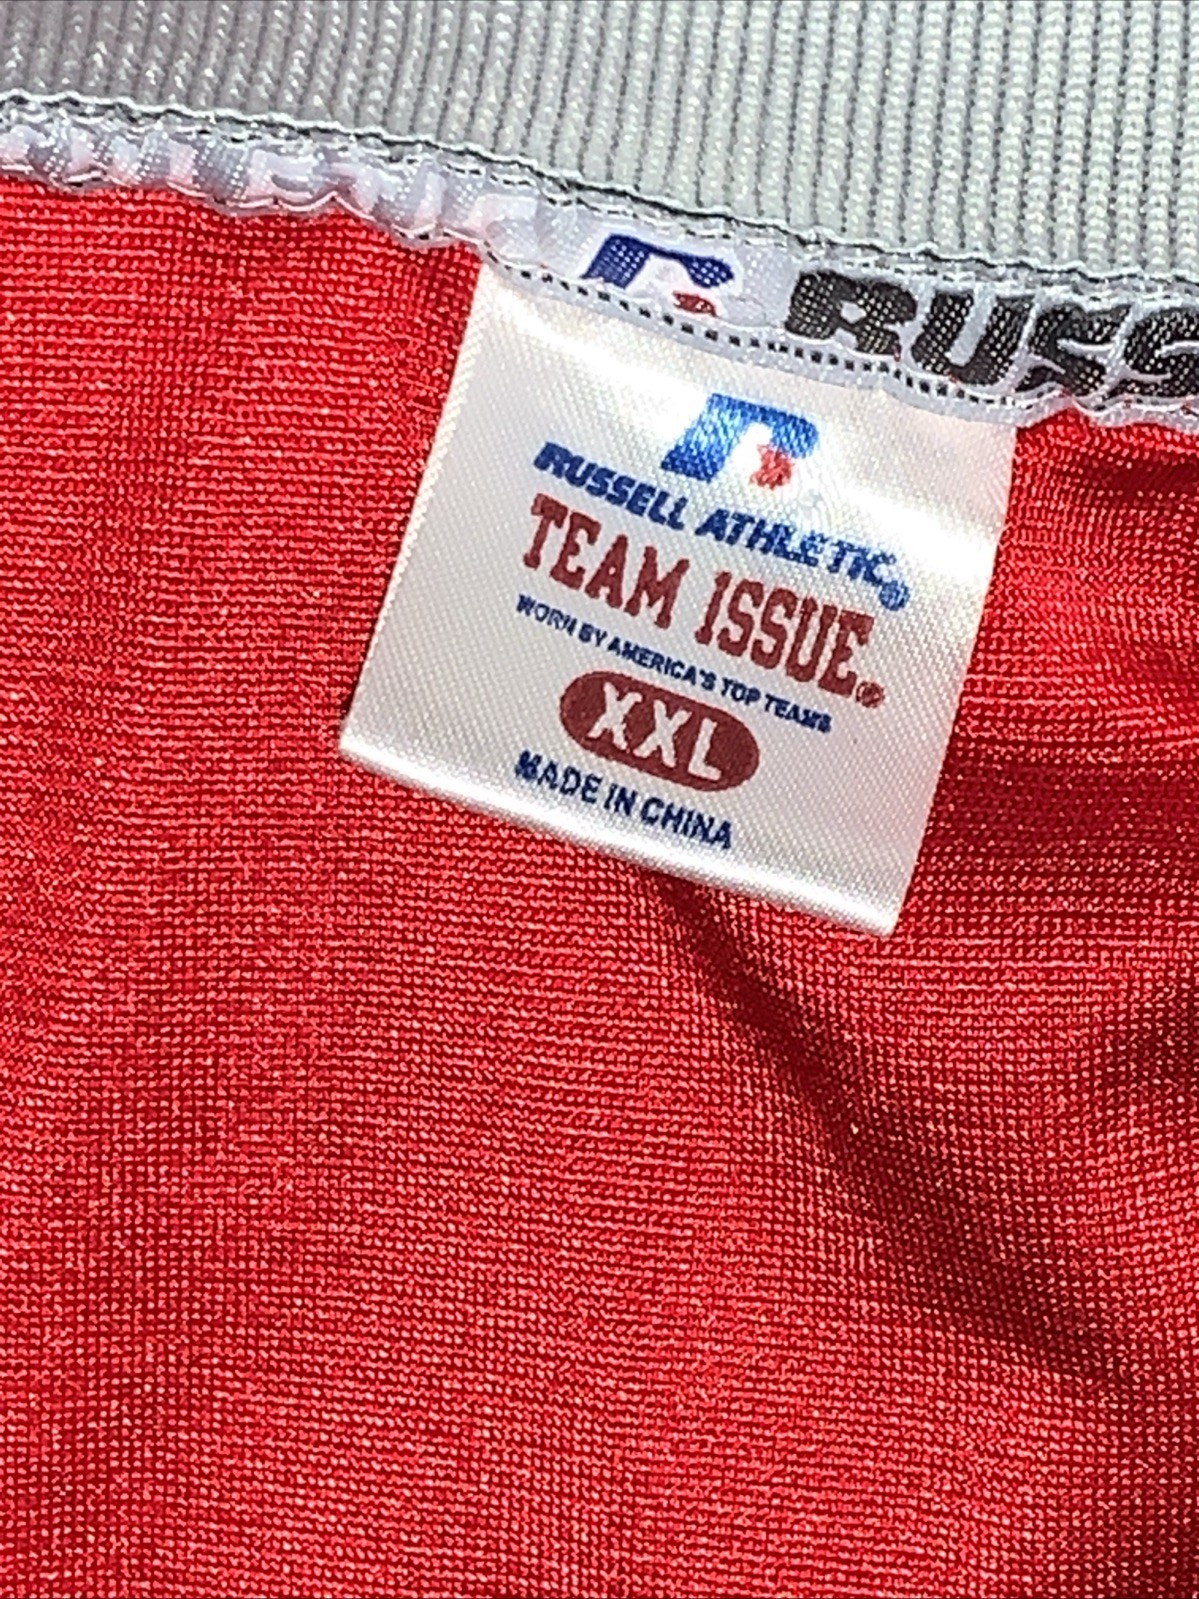 RUSS
RUSSELL ATHLETIC®
TEAM ISSUE®
WORN BY AMERICA'S TOP TEAMS
XXL
MADE IN CHINA